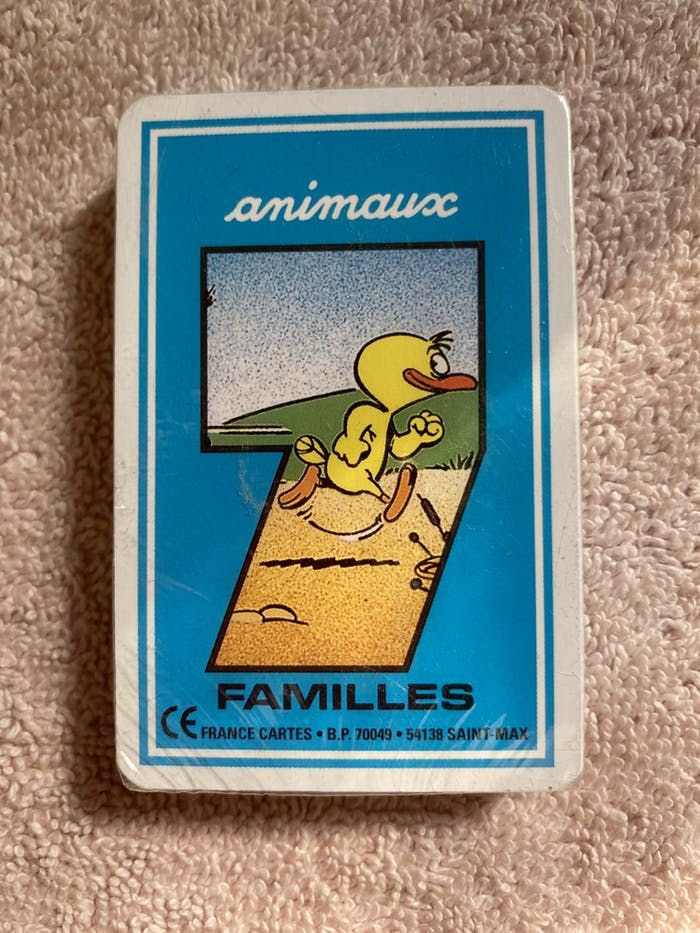 animaux
7
FAMILLES
CE FRANCE CARTES • B.P. 70049 • 54138 SAINT-MAX